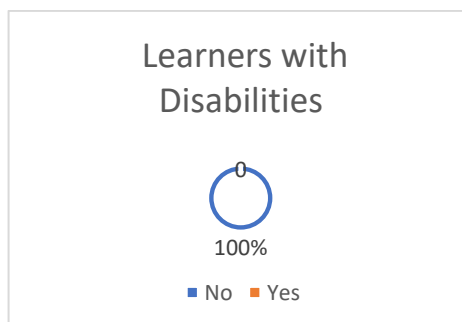 Learners with
Disabilities
0
100%
No Yes